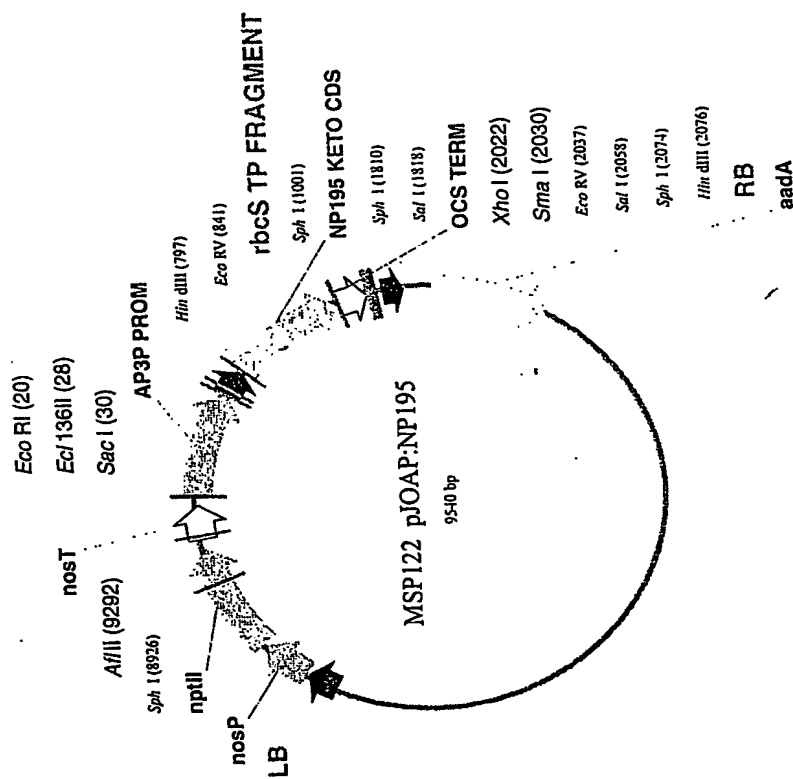 Eco RI (20)
Ecl 136II (28)
Sac I (30)
AP3P PROM
Hin dIII (797)
Eco RV (841)
rbcS TP FRAGMENT
Sph I (1001)
NP195 KETO CDS
Sph I (1810)
Sal I (1818)
OCS TERM
Xho I (2022)
Sma I (2030)
Eco RV (2037)
Sal I (2058)
Sph I (2074)
Hin dIII (2076)
RB
aadA
nosT
Afl II (9292)
Sph I (8926)
nptII
nosP
LB
MSP122 pJOAP:NP195
9540 bp